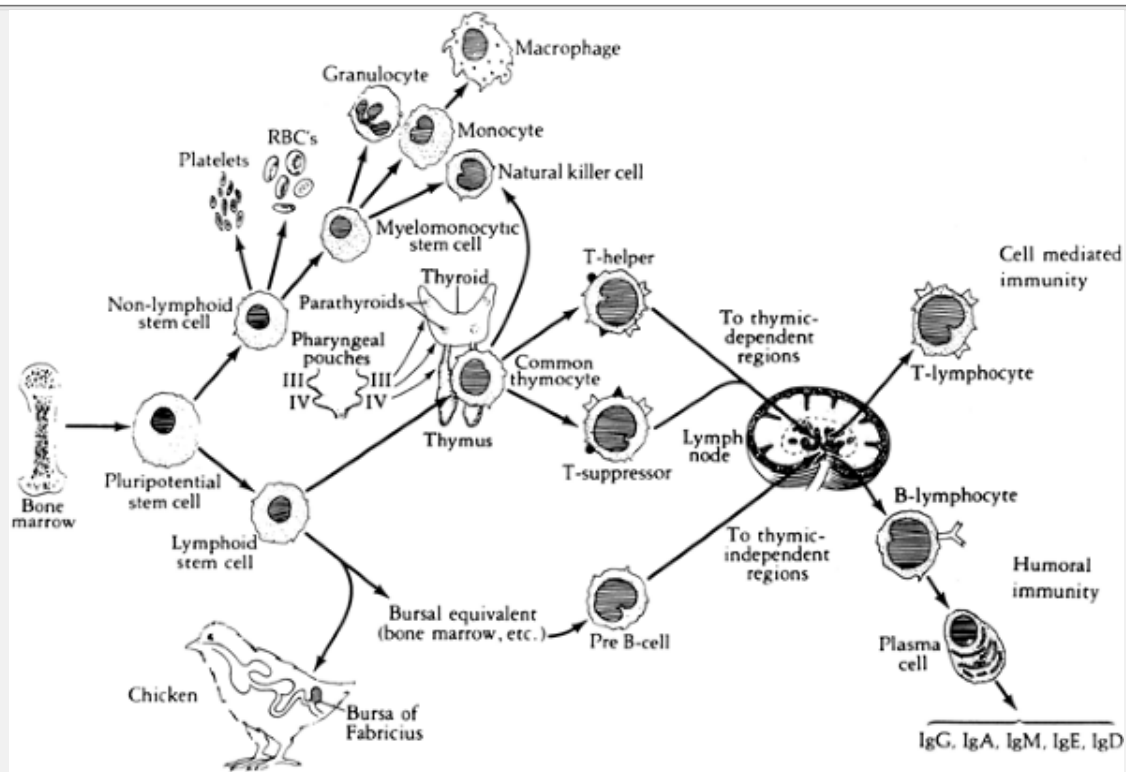 Macrophage
Granulocyte
Monocyte
RBC's
Platelets
Natural killer cell
Myelomonocytic
stem cell
Non-lymphoid
stem cell
Thyroid
Parathyroids
Pharyngeal
pouches
III
III
IV
IV
Common
thymocyte
Thymus
T-helper
T-suppressor
To thymic-
dependent
regions
Cell mediated
immunity
T-lymphocyte
Lymph
node
Bone
marrow
Pluripotential
stem cell
Lymphoid
stem cell
B-lymphocyte
To thymic-
independent
regions
Humoral
immunity
Bursal equivalent
(bone marrow, etc.)
Pre B-cell
Plasma
cell
Chicken
Bursa of
Fabricius
IgG, IgA, IgM, IgE, IgD